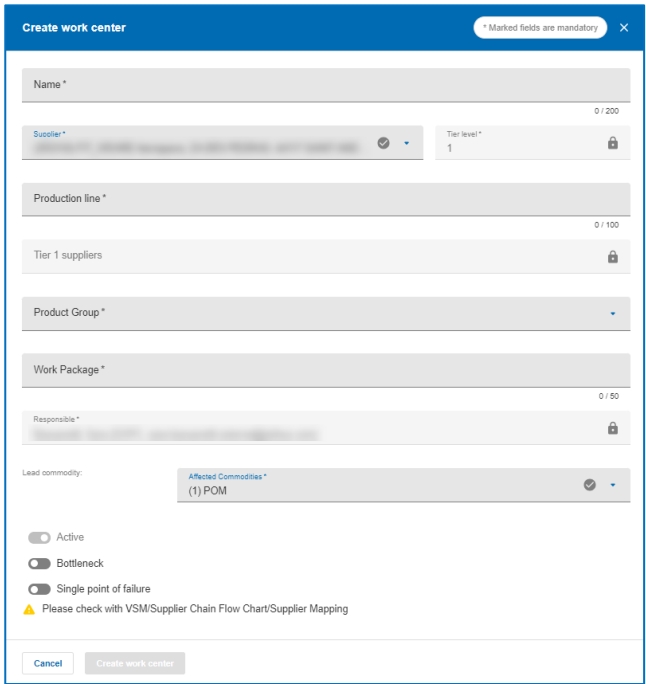 Create work center
* Marked fields are mandatory
Name *
0 / 200
Supplier *
Tier level *
1
Production line *
0 / 100
Tier 1 suppliers
Product Group *
Work Package *
0 / 50
Responsible *
Lead commodity:
Affected Commodities *
(1) POM
Active
Bottleneck
Single point of failure
Please check with VSM/Supplier Chain Flow Chart/Supplier Mapping
Cancel
Create work center